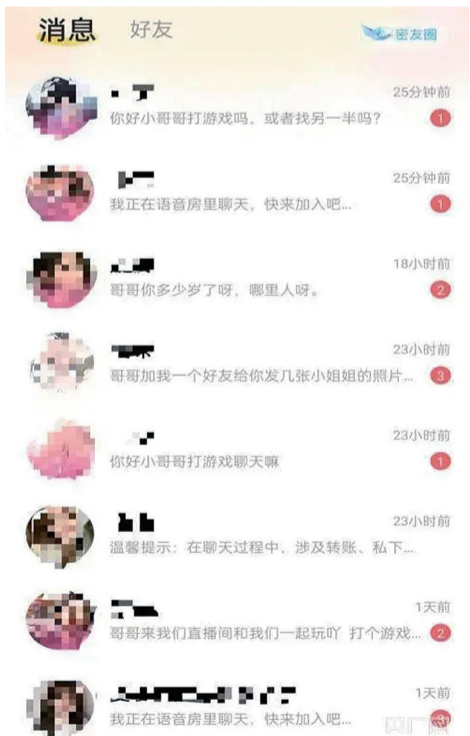 消息 好友 密友圈
25分钟前
你好小哥哥打游戏吗，或者找另一半吗？ 1
25分钟前
我正在语音房里聊天，快来加入吧... 1
18小时前
哥哥你多少岁了呀，哪里人呀。 2
23小时前
哥哥加我一个好友给你发几张小姐姐的照片... 3
23小时前
你好小哥哥打游戏聊天嘛 1
23小时前
温馨提示：在聊天过程中，涉及转账、私下...
1天前
哥哥来我们直播间和我们一起玩吖 打个游戏... 2
1天前
我正在语音房里聊天，快来加入吧...